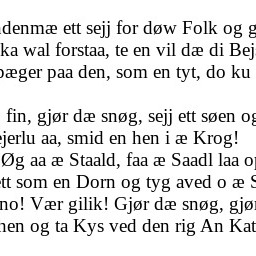 ndenmæ ett sejj for døw Folk og g
ka wal forstaa, te en vil dæ di Bej
bæger paa den, som en tyt, do ku
fin, gjør dæ snøg, sejj ett søen og
ejerlu aa, smid en hen i æ Krog!
Øg aa æ Staald, faa æ Saadl laa op
ett som en Dorn og tyg aved o æ S
no! Vær gilik! Gjør dæ snøg, gjør
hen og ta Kys ved den rig An Kat